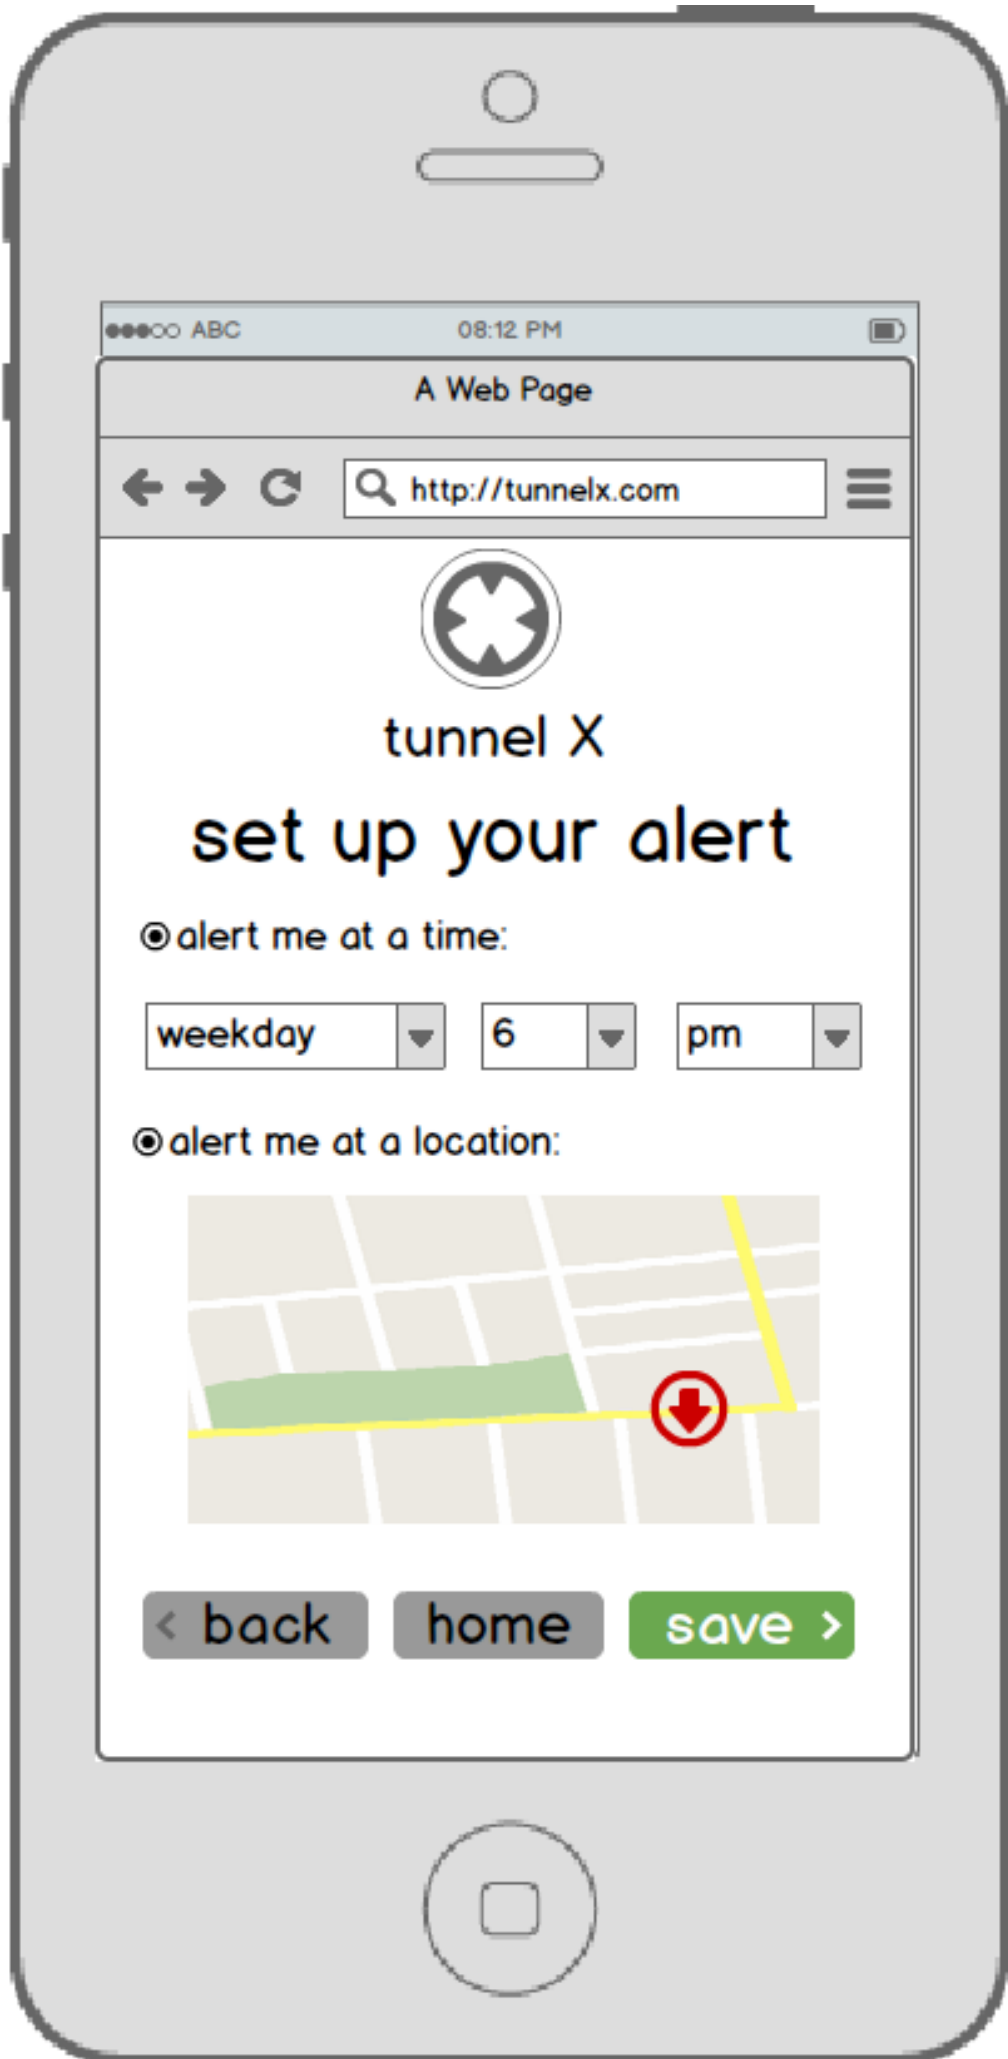 ABC 08:12 PM
A Web Page
http://tunnelx.com
tunnel X
set up your alert
alert me at a time:
weekday 6 pm
alert me at a location:
< back home save >